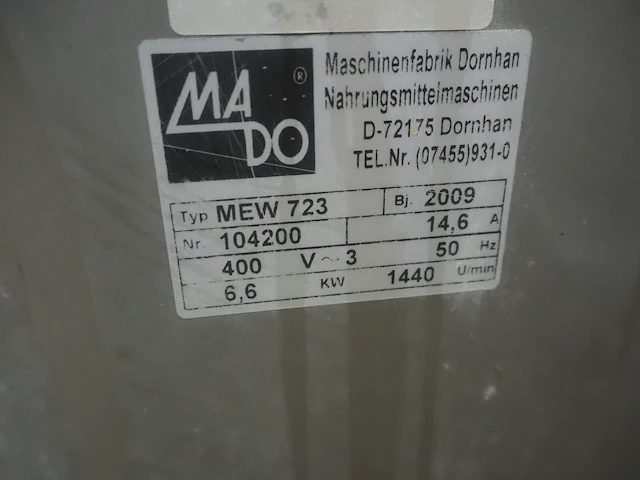 MADO ®
Maschinenfabrik Dornhan
Nahrungsmittelmaschinen
D-72175 Dornhan
TEL.Nr. (07455)931-0
Typ MEW 723 Bj. 2009
Nr. 104200 14,6 A
400 V ~ 3 50 Hz
6,6 KW 1440 U/min